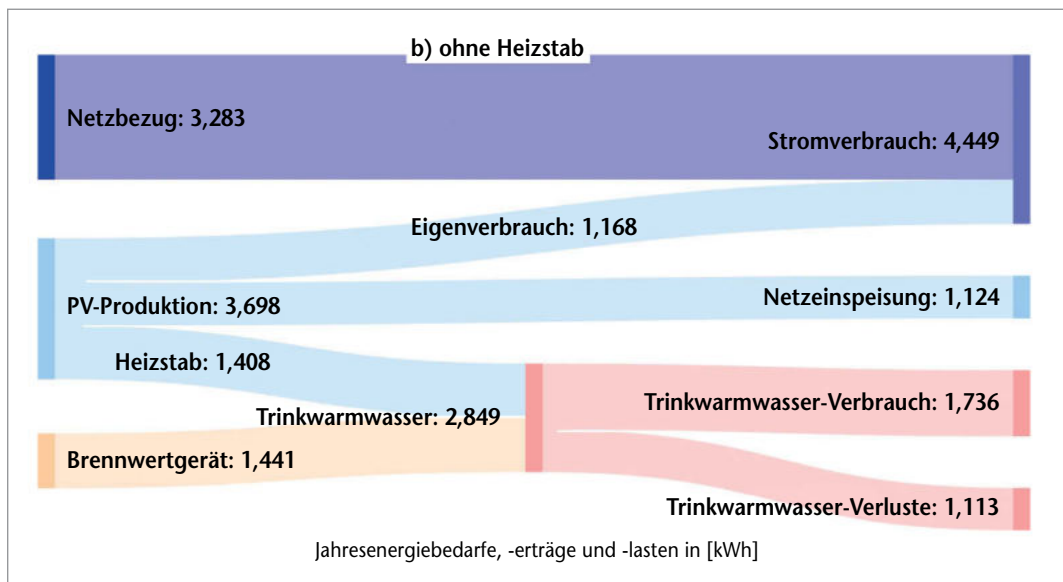 b) ohne Heizstab
Netzbezug: 3,283
Stromverbrauch: 4,449
Eigenverbrauch: 1,168
PV-Produktion: 3,698
Netzeinspeisung: 1,124
Heizstab: 1,408
Trinkwarmwasser: 2,849
Trinkwarmwasser-Verbrauch: 1,736
Brennwertgerät: 1,441
Trinkwarmwasser-Verluste: 1,113
Jahresenergiebedarfe, -erträge und -lasten in [kWh]